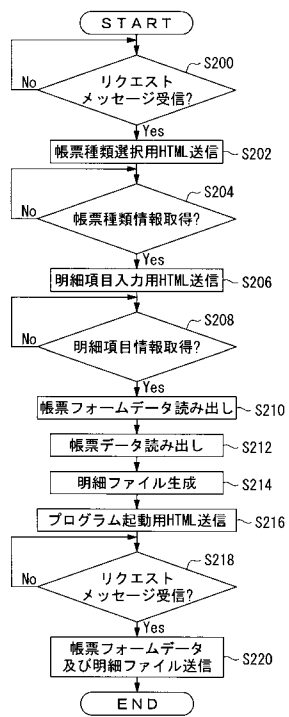 START
S200
リクエスト
メッセージ受信?
No
Yes
帳票種類選択用HTML送信
S202
S204
帳票種類情報取得?
No
Yes
明細項目入力用HTML送信
S206
S208
明細項目情報取得?
No
Yes
帳票フォームデータ読み出し
S210
帳票データ読み出し
S212
明細ファイル生成
S214
プログラム起動用HTML送信
S216
S218
リクエスト
メッセージ受信?
No
Yes
帳票フォームデータ
及び明細ファイル送信
S220
END